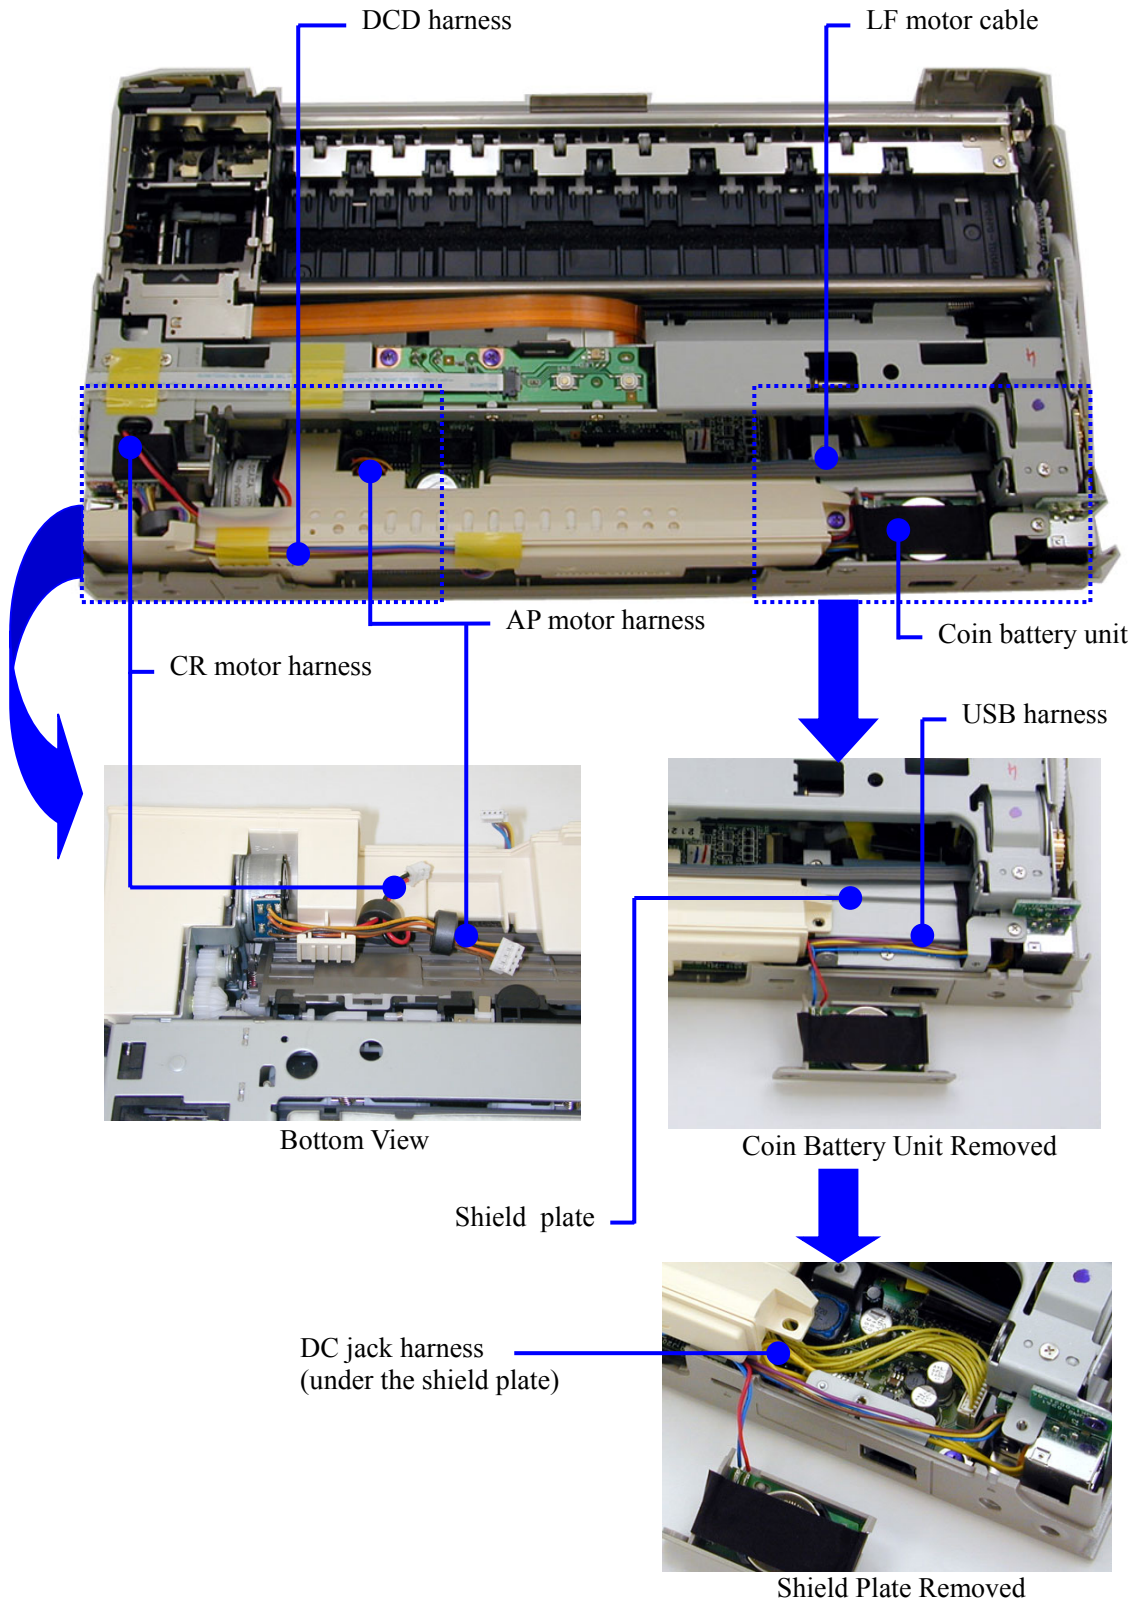 DCD harness
LF motor cable
AP motor harness
Coin battery unit
CR motor harness
USB harness
Bottom View
Coin Battery Unit Removed
Shield plate
DC jack harness
(under the shield plate)
Shield Plate Removed